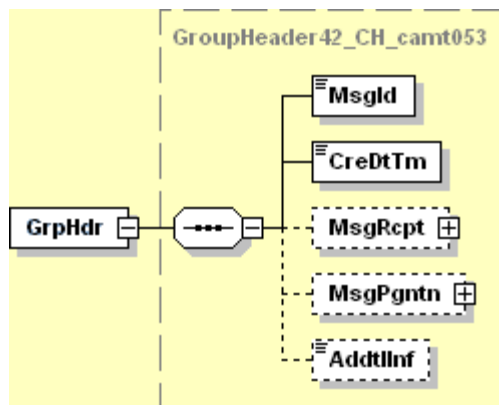 GroupHeader42_CH_camt053
MsgId
CreDtTm
GrpHdr
MsgRcpt
MsgPgntn
AddtlInf